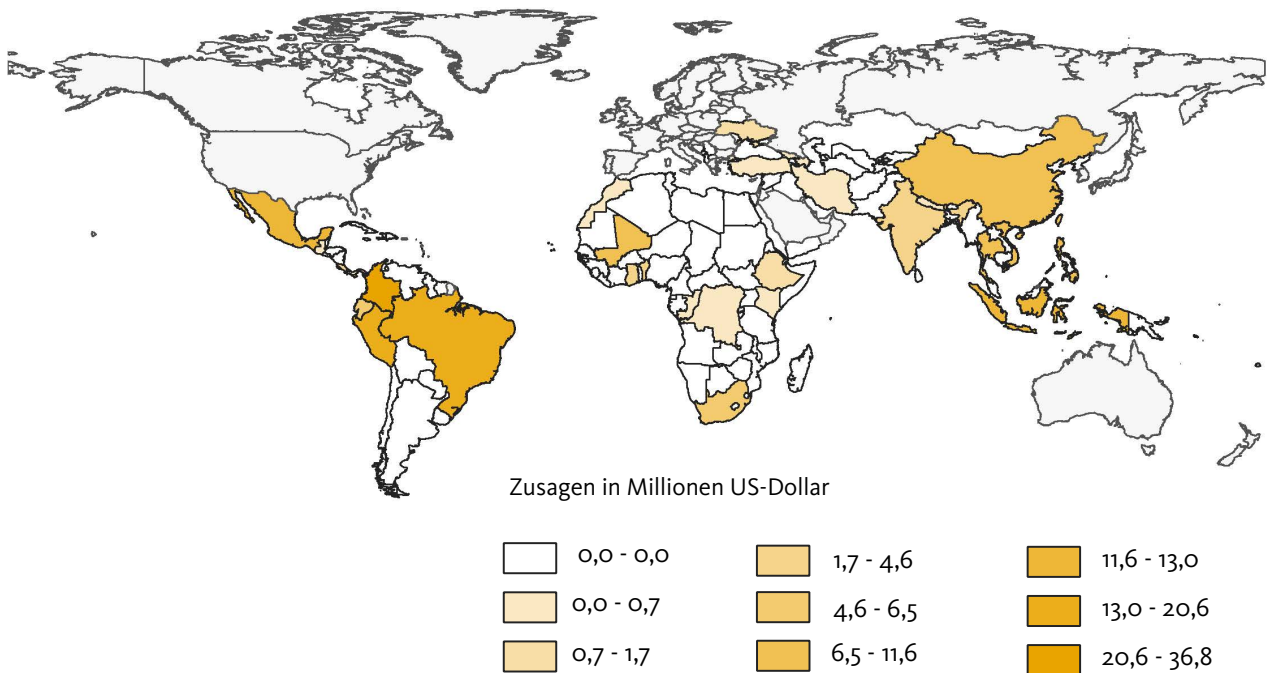 Zusagen in Millionen US-Dollar
0,0 - 0,0
0,0 - 0,7
0,7 - 1,7
1,7 - 4,6
4,6 - 6,5
6,5 - 11,6
11,6 - 13,0
13,0 - 20,6
20,6 - 36,8